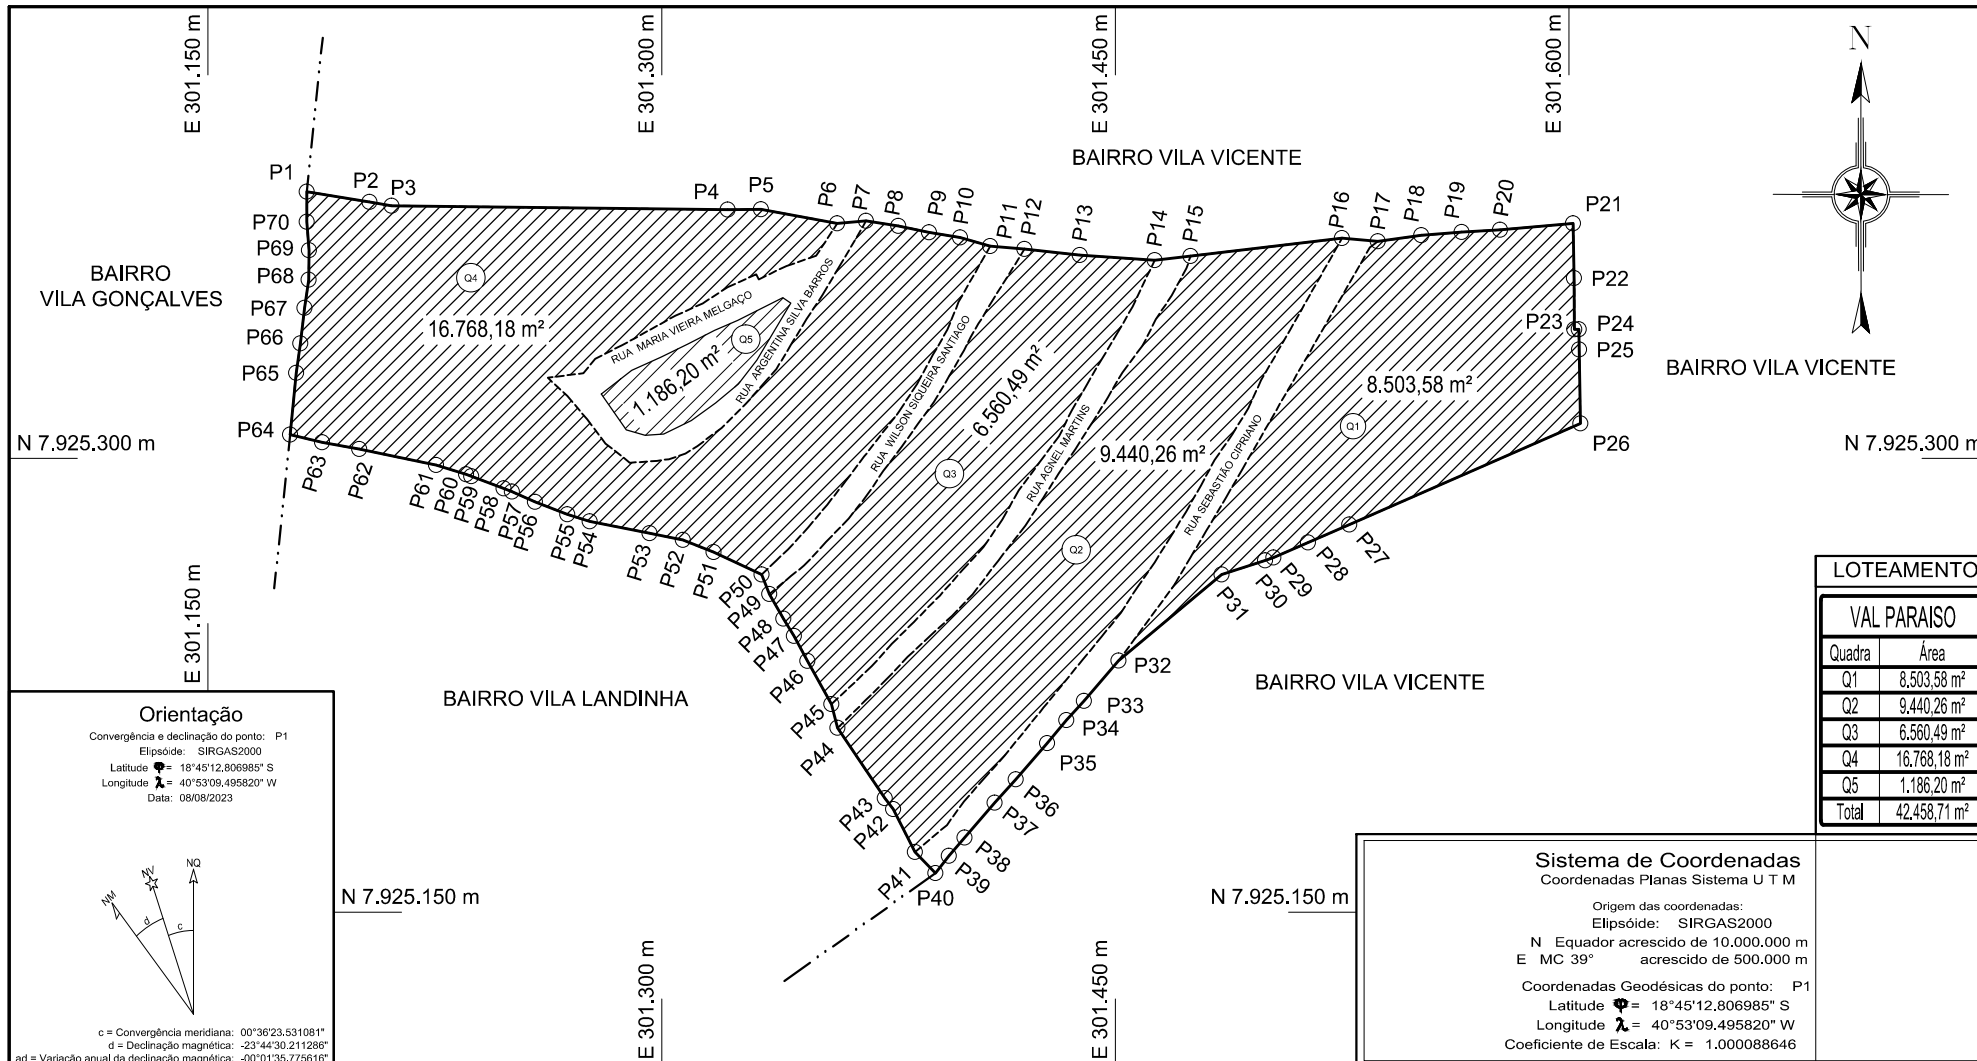 E 301.150 m
E 301.300 m
E 301.450 m
E 301.600 m
N
BAIRRO VILA VICENTE
P1
P2
P3
P4
P5
P6
P7
P8
P9
P10
P11
P12
P13
P14
P15
P16
P17
P18
P19
P20
P21
P22
P23
P24
P25
P26
P27
P28
P29
P30
P31
P32
P33
P34
P35
P36
P37
P38
P39
P40
P41
P42
P43
P44
P45
P46
P47
P48
P49
P50
P51
P52
P53
P54
P55
P56
P57
P58
P59
P60
P61
P62
P63
P64
P65
P66
P67
P68
P69
P70
BAIRRO
VILA GONÇALVES
Q4
16.768,18 m²
RUA MARIA VIEIRA MELGAÇO
Q5
1.186,20 m²
RUA ARGENTINA SILVA BARROS
RUA WILSON SIQUEIRA SANTIAGO
Q3
6.560,49 m²
RUA AGNEL MARTINS
Q2
9.440,26 m²
RUA SEBASTIÃO CIPRIANO
Q1
8.503,58 m²
BAIRRO VILA VICENTE
N 7.925.300 m
N 7.925.300 m
E 301.150 m
BAIRRO VILA LANDINHA
BAIRRO VILA VICENTE
N 7.925.150 m
N 7.925.150 m
E 301.300 m
E 301.450 m
LOTEAMENTO
VAL PARAISO
Quadra Área
Q1 8.503,58 m²
Q2 9.440,26 m²
Q3 6.560,49 m²
Q4 16.768,18 m²
Q5 1.186,20 m²
Total 42.458,71 m²
Orientação
Convergência e declinação do ponto: P1
Elipsóide: SIRGAS2000
Latitude φ = 18°45'12.806985" S
Longitude λ = 40°53'09.495820" W
Data: 08/08/2023
NM
NV
NQ
d
c
c = Convergência meridiana: 00°36'23.531081"
d = Declinação magnética: -23°44'30.211286"
ad = Variação anual da declinação magnética: -00°01'35.775616"
Sistema de Coordenadas
Coordenadas Planas Sistema U T M
Origem das coordenadas:
Elipsóide: SIRGAS2000
N Equador acrescido de 10.000.000 m
E MC 39° acrescido de 500.000 m
Coordenadas Geodésicas do ponto: P1
Latitude φ = 18°45'12.806985" S
Longitude λ = 40°53'09.495820" W
Coeficiente de Escala: K = 1.000088646